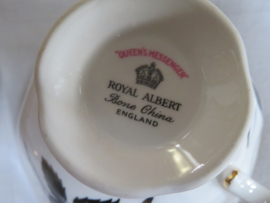 "QUEEN'S MESSENGER"
ROYAL ALBERT
Bone China
ENGLAND